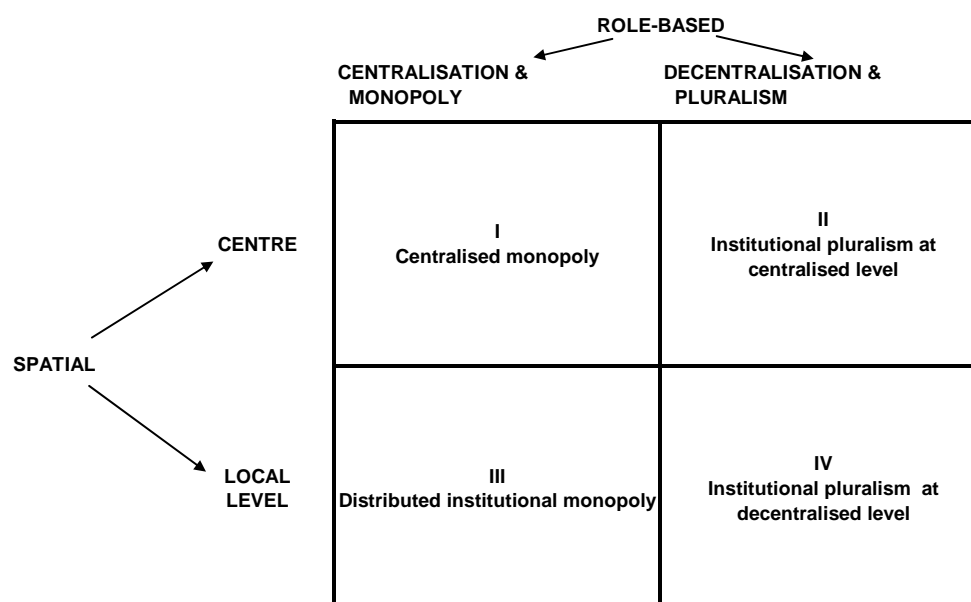 ROLE-BASED
CENTRALISATION &
MONOPOLY
DECENTRALISATION &
PLURALISM
CENTRE
I
Centralised monopoly
II
Institutional pluralism at
centralised level
SPATIAL
LOCAL
LEVEL
III
Distributed institutional monopoly
IV
Institutional pluralism at
decentralised level